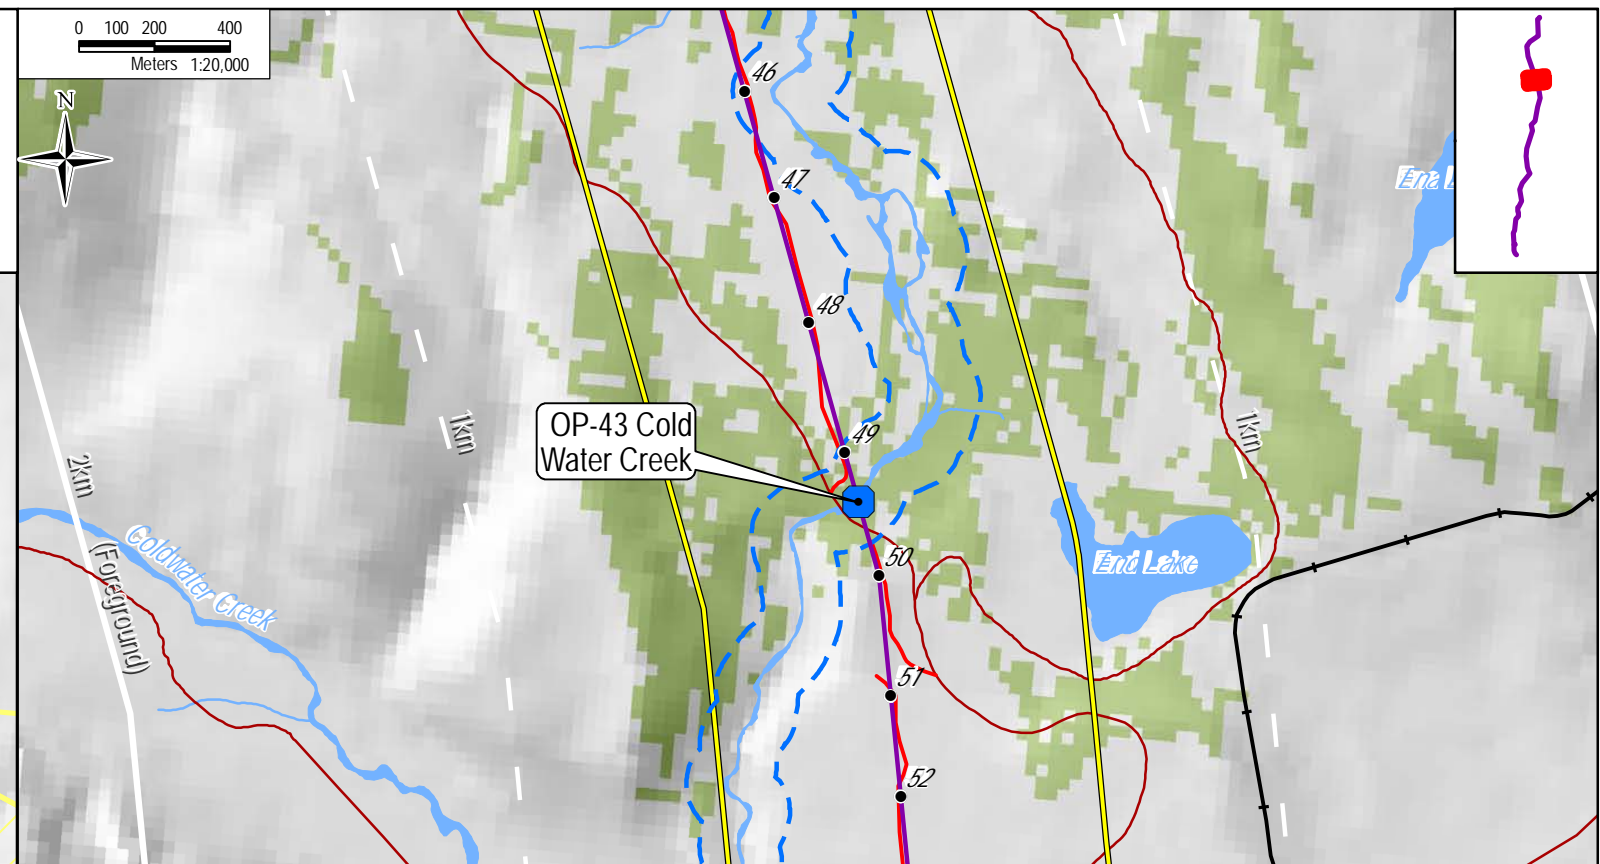 0 100 200 400
Meters 1:20,000
N
46
47
48
49
50
51
52
OP-43 Cold
Water Creek
1km
1km
2km
(Foreground)
Coldwater Creek
End Lake
End